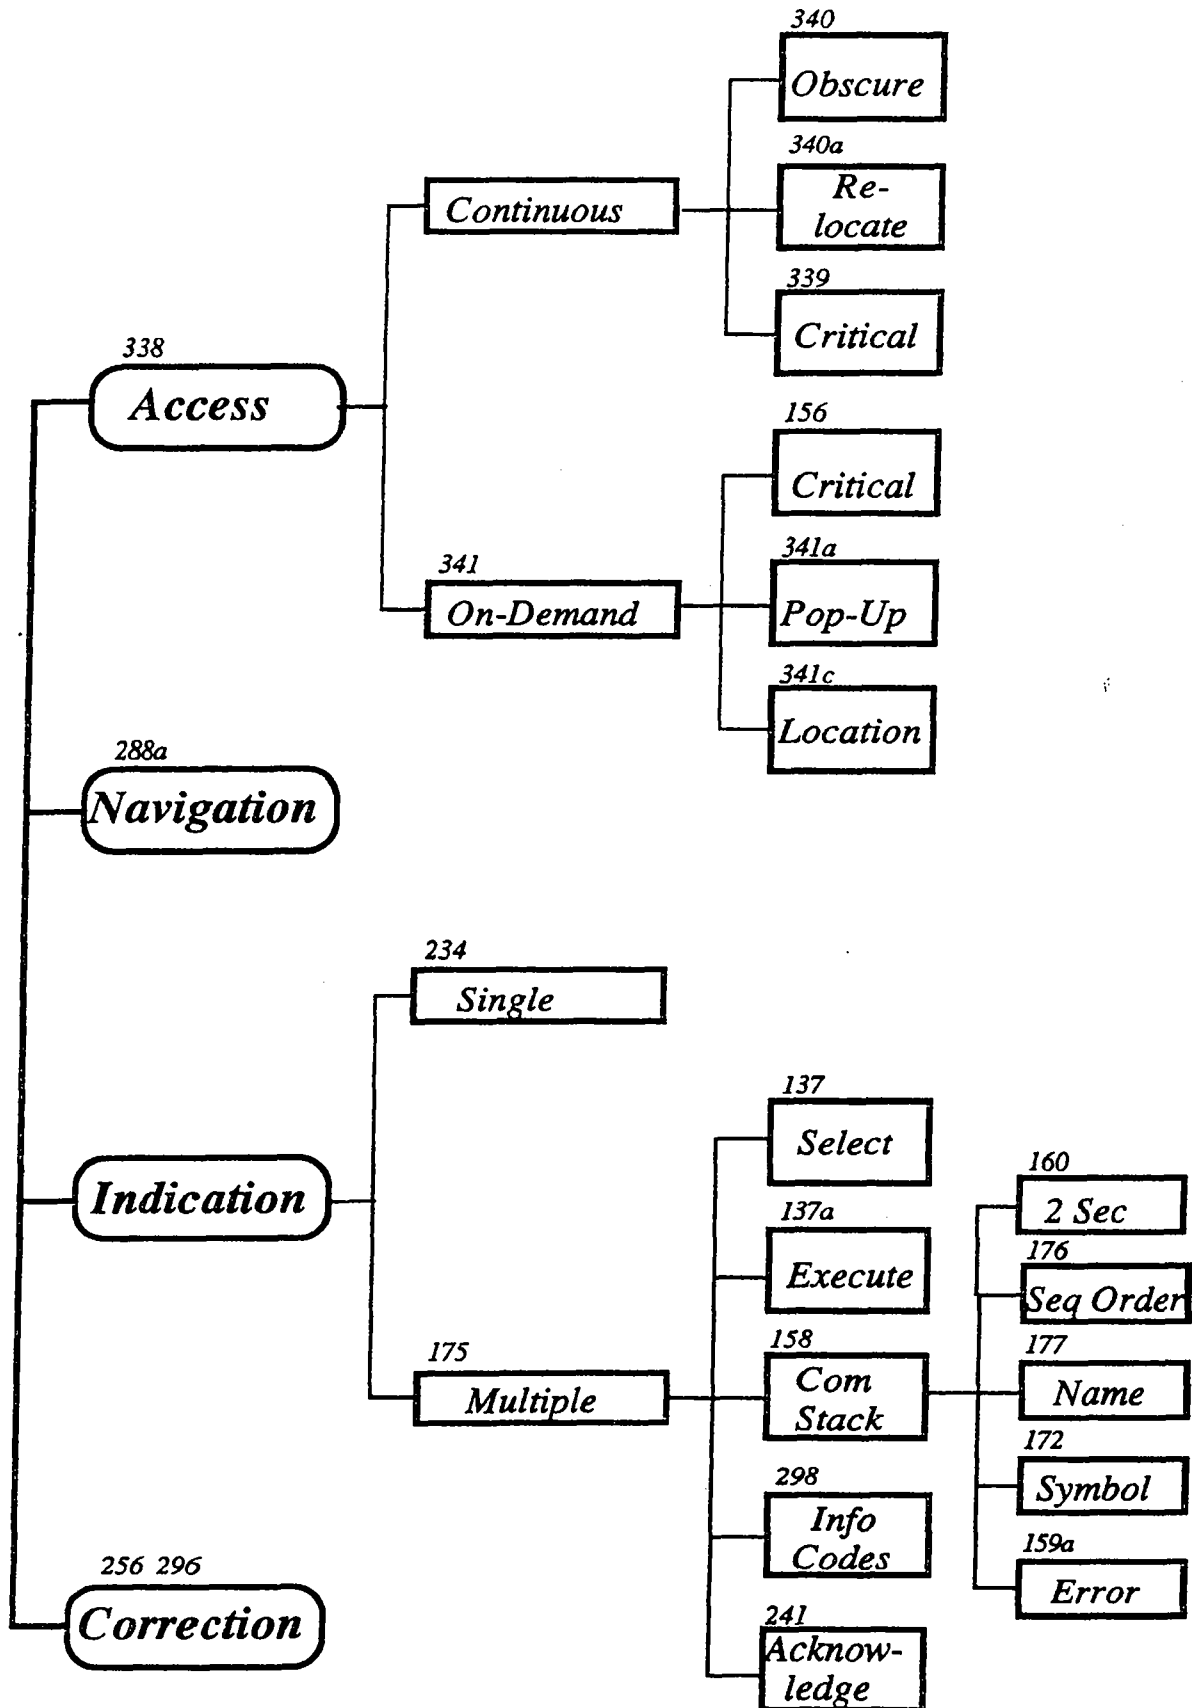 340
Obscure
340a
Re-
locate
Continuous
339
Critical
338
Access
156
Critical
341a
Pop-Up
341
On-Demand
341c
Location
288a
Navigation
234
Single
137
Select
160
2 Sec
Indication
137a
Execute
176
Seq Order
175
Multiple
158
Com
Stack
177
Name
172
Symbol
298
Info
Codes
159a
Error
256 296
Correction
241
Acknow-
ledge